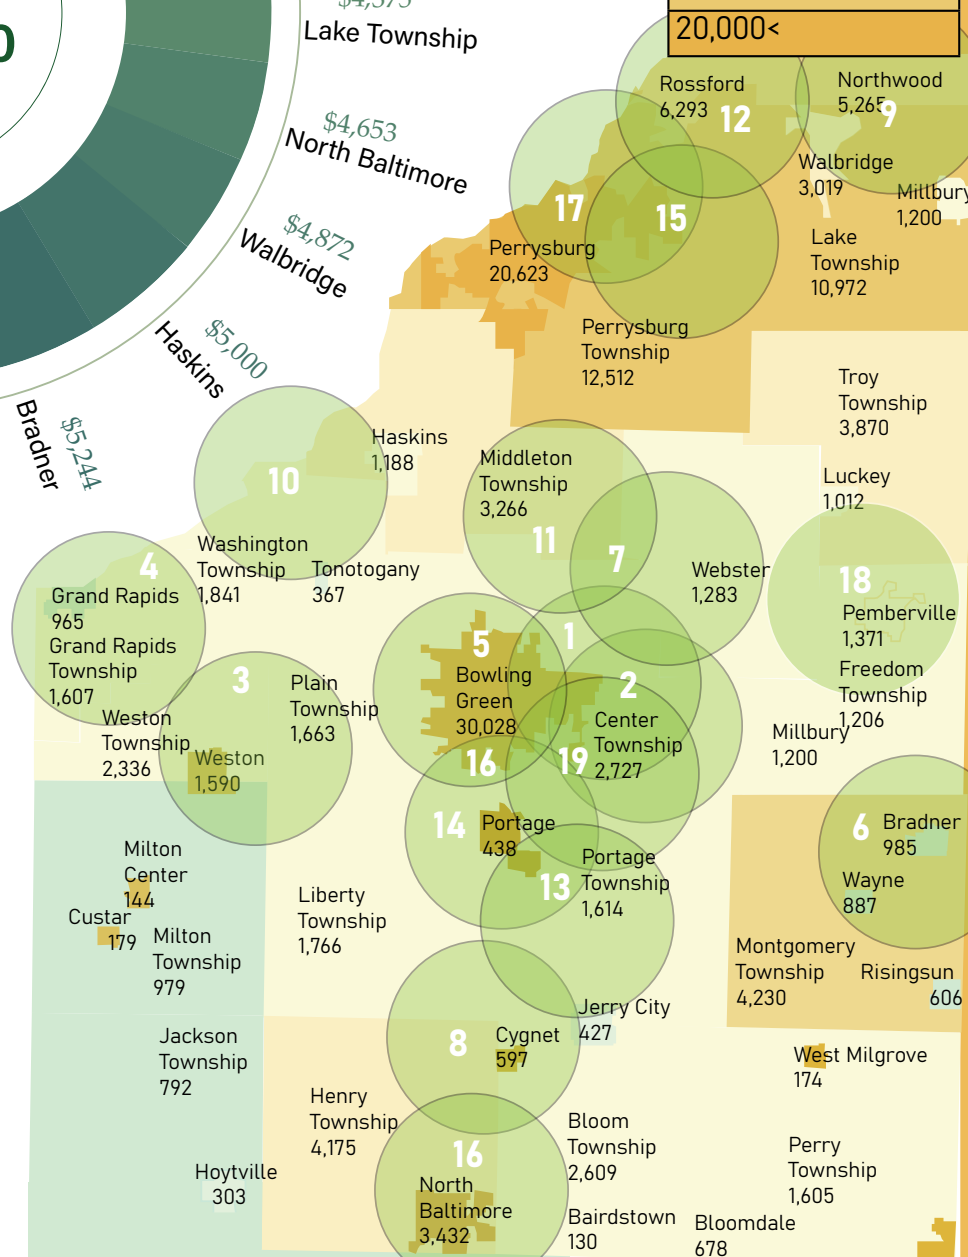 $4,375
Lake Township
$4,653
North Baltimore
$4,872
Walbridge
$5,000
Haskins
$5,244
Bradner
20,000<
Rossford
6,293
12
Northwood
5,265
9
Walbridge
3,019
Millbury
1,200
17
15
Perrysburg
20,623
Lake
Township
10,972
Perrysburg
Township
12,512
Troy
Township
3,870
Haskins
1,188
10
Middleton
Township
3,266
11
7
Luckey
1,012
Washington
Township
1,841
Tonotogany
367
Webster
1,283
18
Pemberville
1,371
Freedom
Township
1,206
4
Grand Rapids
965
Grand Rapids
Township
1,607
3
Plain
Township
1,663
5
Bowling
Green
30,028
1
2
Center
Township
2,727
Weston
Township
2,336
Weston
1,590
16
19
Millbury
1,200
14
Portage
438
13
Portage
Township
1,614
6
Bradner
985
Wayne
887
Milton
Center
144
Custar
179
Milton
Township
979
Liberty
Township
1,766
Montgomery
Township
4,230
Risingsun
606
Jackson
Township
792
8
Cygnet
597
Jerry City
427
West Milgrove
174
Henry
Township
4,175
Bloom
Township
2,609
Perry
Township
1,605
Hoytville
303
16
North
Baltimore
3,432
Bairdstown
130
Bloomdale
678